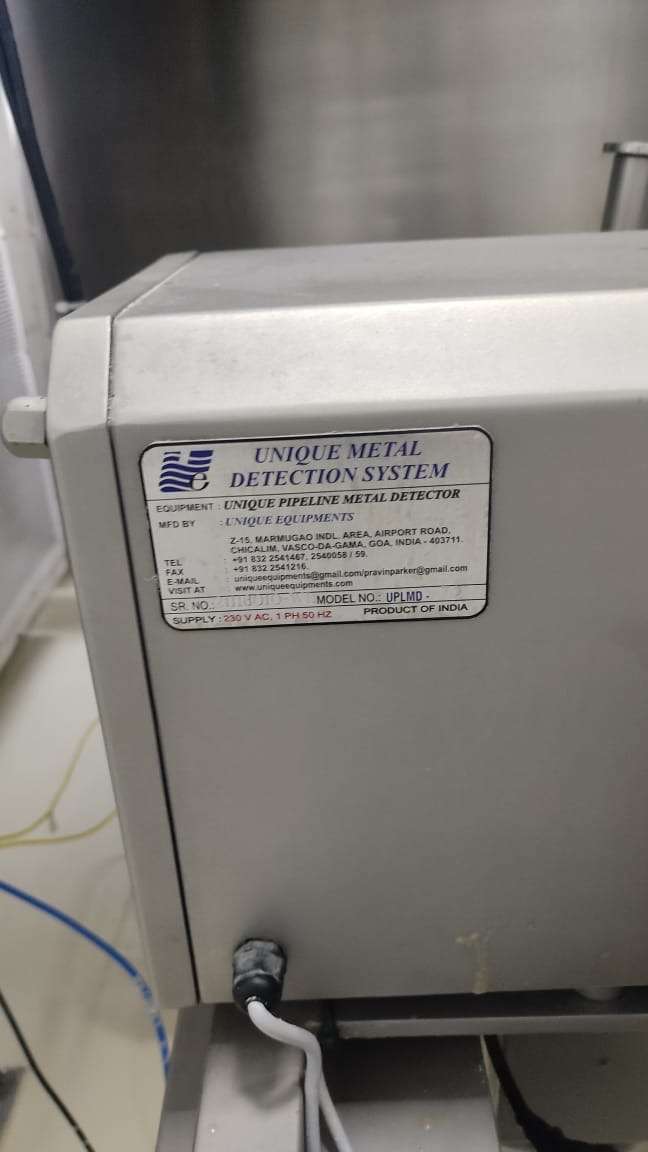 e
UNIQUE METAL
DETECTION SYSTEM
EQUIPMENT : UNIQUE PIPELINE METAL DETECTOR
MFD BY : UNIQUE EQUIPMENTS
Z-15, MARMUGAO INDL. AREA, AIRPORT ROAD,
CHICALIM, VASCO-DA-GAMA, GOA, INDIA - 403711.
TEL : +91 832 2541467, 2540058 / 59.
FAX : +91 832 2541216.
E-MAIL : uniqueequipments@gmail.com/pravinparker@gmail.com
VISIT AT : www.uniqueequipments.com
SR. NO.: MODEL NO.: UPLMD -
SUPPLY : 230 V AC, 1 PH 50 HZ PRODUCT OF INDIA